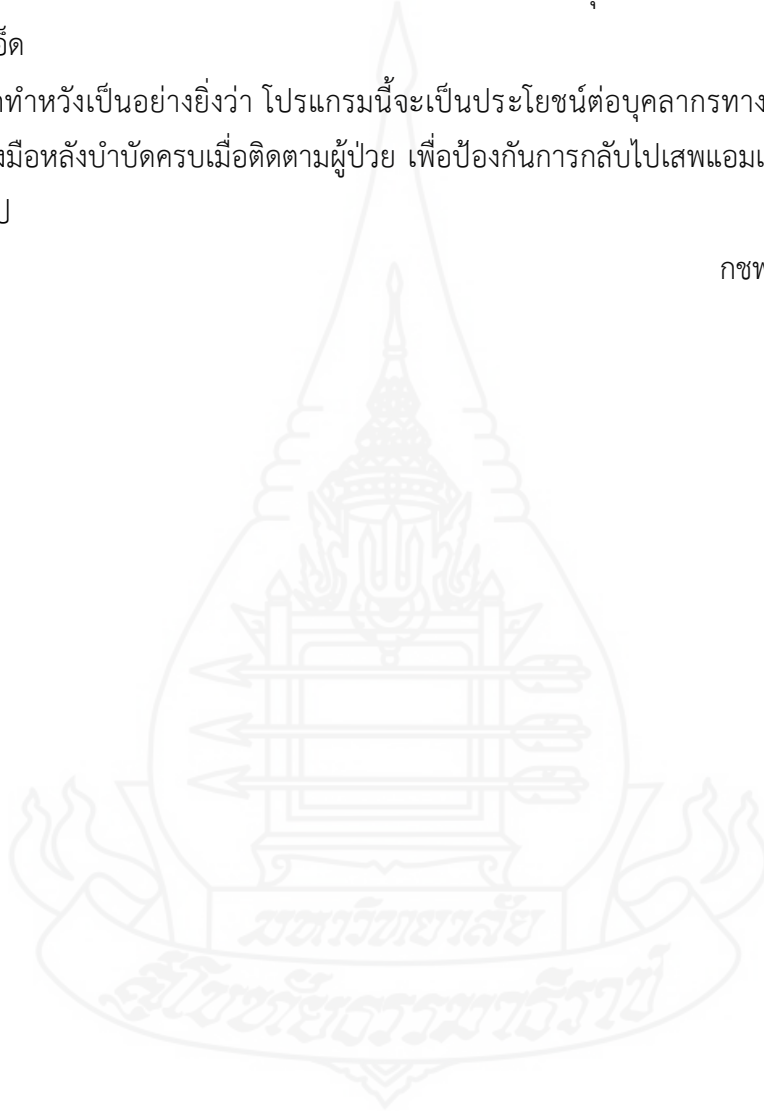 อ็ด
ทำหวังเป็นอย่างยิ่งว่า โปรแกรมนี้จะเป็นประโยชน์ต่อบุคลากรทาง
มือหลังบำบัดครบเมื่อติดตามผู้ป่วย เพื่อป้องกันการกลับไปเสพแอมเ
ป
กชพ
มหาวิทยาลัย
สุโขทัยธรรมาธิราช